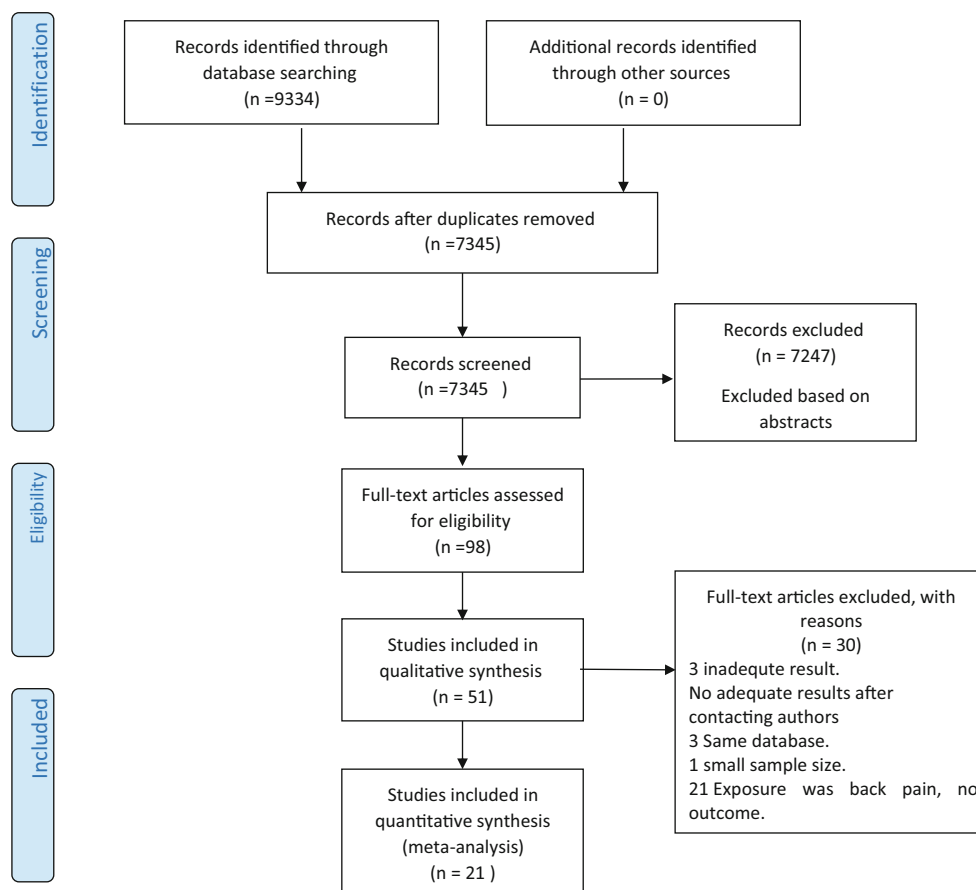 Identification
Records identified through
database searching
(n =9334)
Additional records identified
through other sources
(n = 0)
Records after duplicates removed
(n =7345)
Screening
Records screened
(n =7345 )
Records excluded
(n = 7247)
Excluded based on
abstracts
Eligibility
Full-text articles assessed
for eligibility
(n =98)
Studies included in
qualitative synthesis
(n = 51)
Full-text articles excluded, with
reasons
(n = 30)
3 inadequte result.
No adequate results after
contacting authors
3 Same database.
1 small sample size.
21 Exposure was back pain, no
outcome.
Included
Studies included in
quantitative synthesis
(meta-analysis)
(n = 21 )